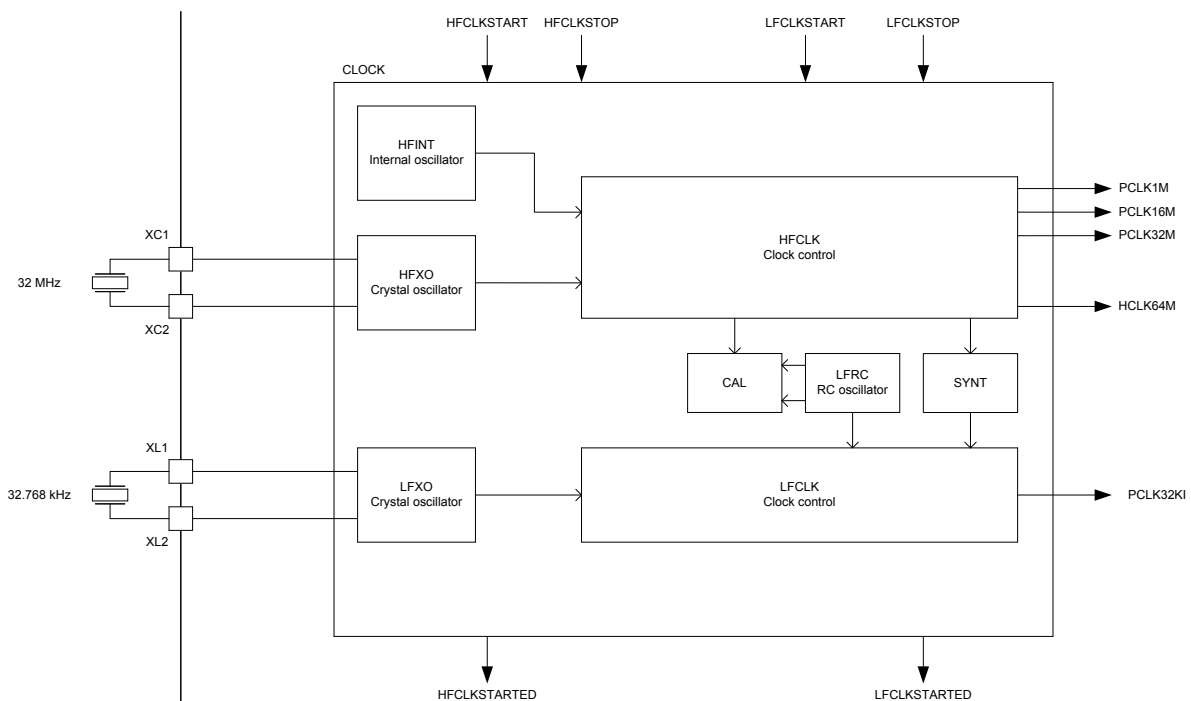 HFCLKSTART
HFCLKSTOP
LFCLKSTART
LFCLKSTOP
CLOCK
HFINT
Internal oscillator
PCLK1M
PCLK16M
PCLK32M
HFCLK
Clock control
XC1
32 MHz
XC2
HFXO
Crystal oscillator
HCLK64M
CAL
LFRC
RC oscillator
SYNT
XL1
32.768 kHz
XL2
LFXO
Crystal oscillator
LFCLK
Clock control
PCLK32KI
HFCLKSTARTED
LFCLKSTARTED